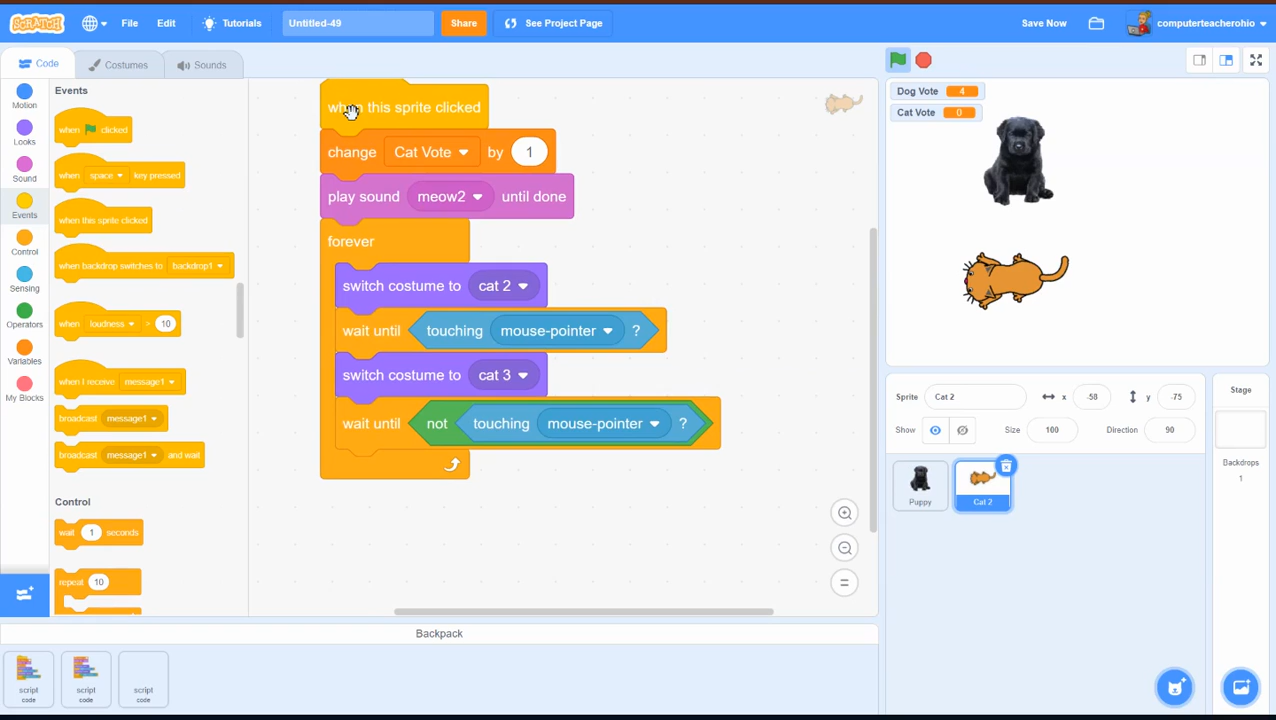 SCRATCH
File
Edit
Tutorials
Untitled-49
Share
See Project Page
Save Now
computerteacherohio
Code
Costumes
Sounds
Motion
Looks
Sound
Events
Control
Sensing
Operators
Variables
My Blocks
Events
when clicked
when space key pressed
when this sprite clicked
when backdrop switches to backdrop1
when loudness > 10
when I receive message1
broadcast message1
broadcast message1 and wait
Control
wait 1 seconds
repeat 10
when this sprite clicked
change Cat Vote by 1
play sound meow2 until done
forever
switch costume to cat 2
wait until touching mouse-pointer ?
switch costume to cat 3
wait until not touching mouse-pointer ?
Dog Vote 4
Cat Vote 0
Sprite Cat 2 x -58 y -75
Show Size 100 Direction 90
Puppy
Cat 2
Stage
Backdrops
1
Backpack
script
code
script
code
script
code